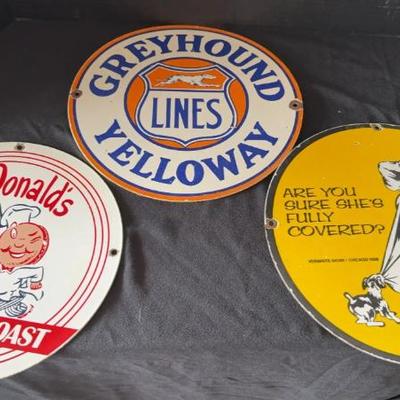 GREYHOUND
LINES
YELLOWAY
Donald's
OAST
ARE YOU
SURE SHE'S
FULLY
COVERED?